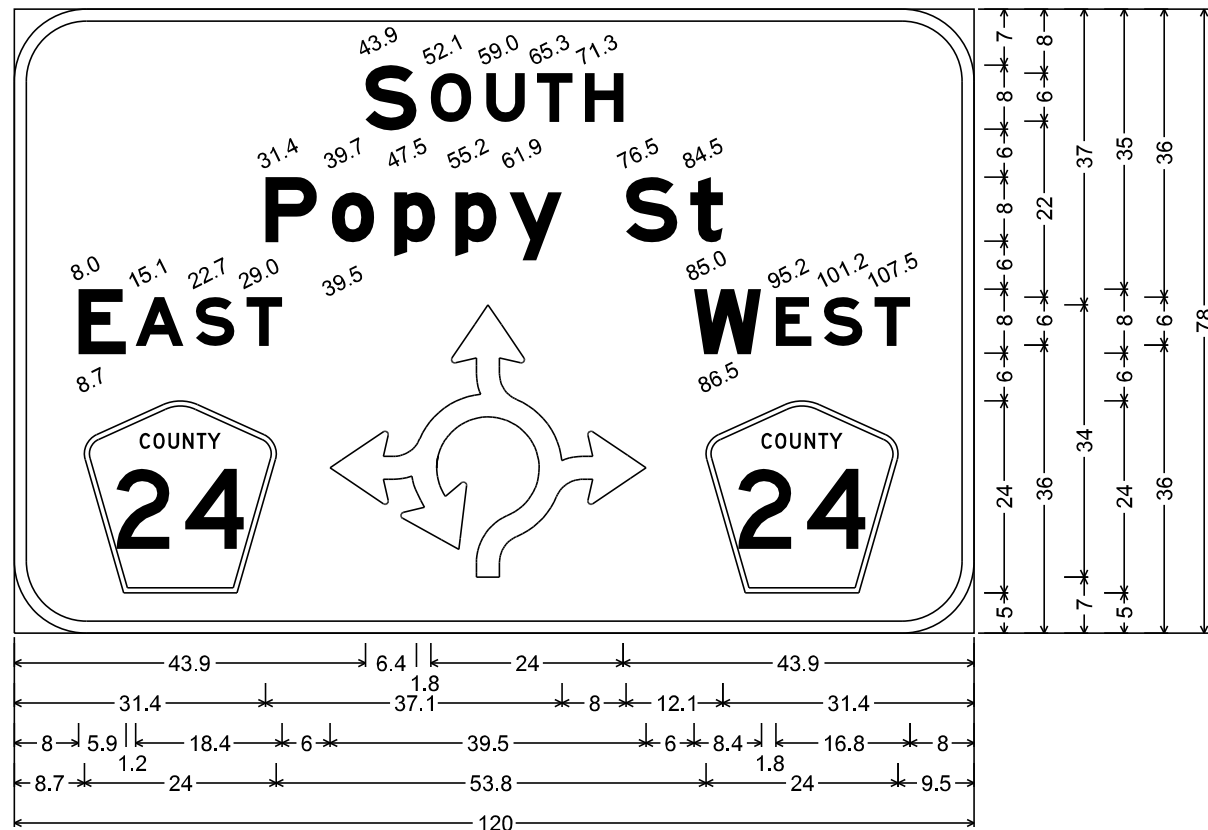 43.9 52.1 59.0 65.3 71.3
SOUTH
31.4 39.7 47.5 55.2 61.9 76.5 84.5
Poppy St
8.0 15.1 22.7 29.0 39.5 85.0 95.2 101.2 107.5
EAST WEST
8.7 86.5
COUNTY COUNTY
24 24
7 8 6 8 6 8 6 24 5
8 6 22 6 36
37 34 7
35 8 6 24 5
36 6 36
78
43.9 6.4 1.8 24 43.9
31.4 37.1 8 12.1 31.4
8 5.9 1.2 18.4 6 39.5 6 8.4 1.8 16.8 8
8.7 24 53.8 24 9.5
120